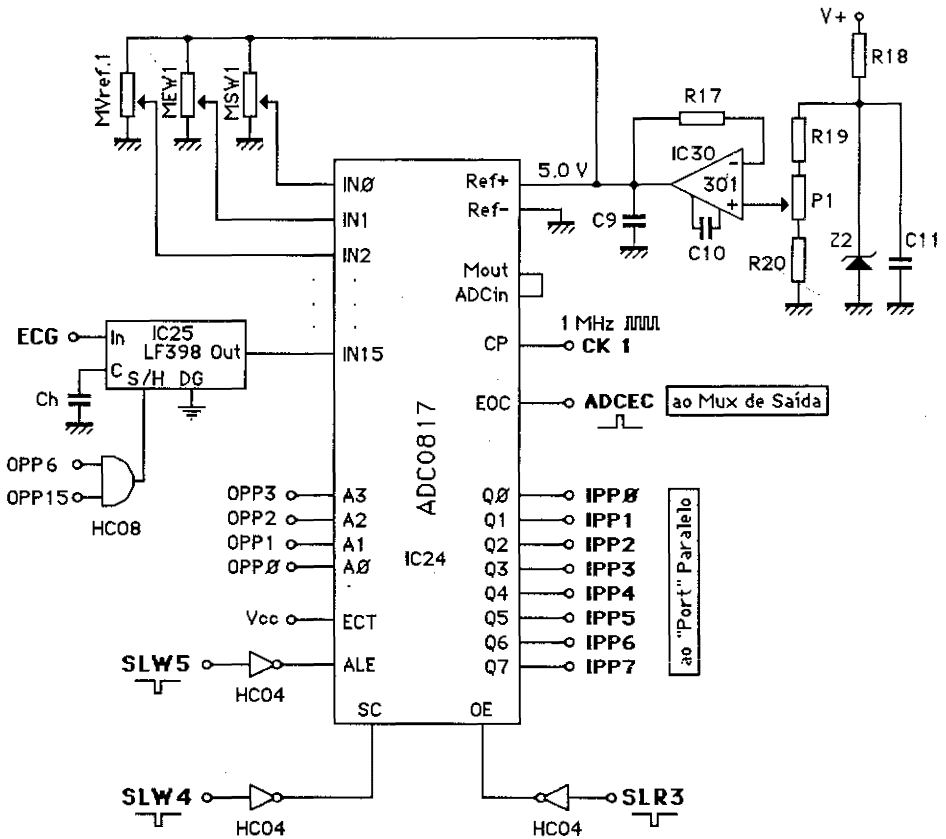 V+
R18
MVref.1
MEW1
MSW1
R17
R19
IC30
301
-
+
P1
5.0 V
IN0
Ref+
IN1
Ref-
C9
C10
R20
Z2
C11
IN2
Mout
ADCin
1 MHz
ECG
In
IC25
LF398
Out
C
S/H
DG
IN15
CP
CK 1
Ch
EOC
ADCEC
ao Mux de Saída
ADC0817
OPP6
OPP15
HC08
OPP3
A3
Q0
IPP0
OPP2
A2
Q1
IPP1
OPP1
A1
Q2
IPP2
OPP0
A0
IC24
Q3
IPP3
Q4
IPP4
Vcc
ECT
Q5
IPP5
Q6
IPP6
SLW5
HC04
ALE
Q7
IPP7
ao "Port" Paralelo
SC
OE
SLW4
HC04
HC04
SLR3